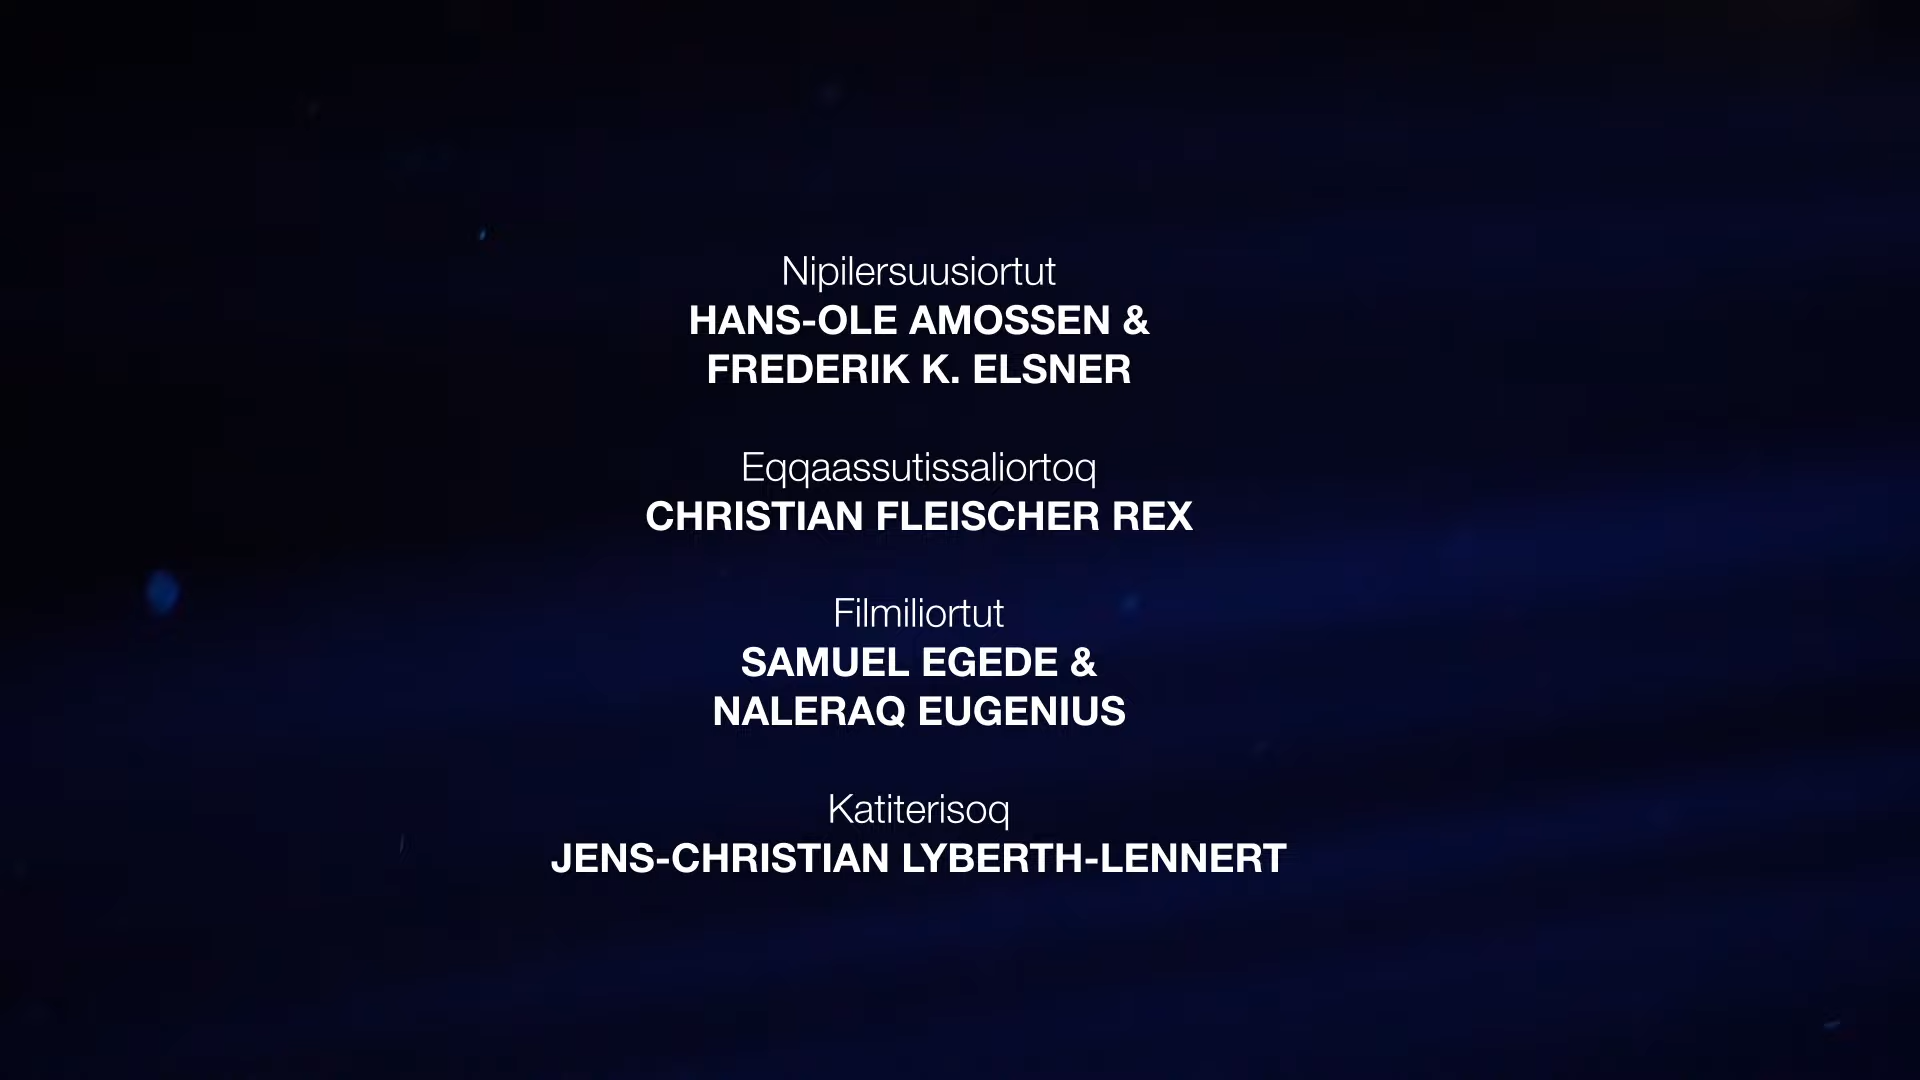 Nipilersuusiortut
HANS-OLE AMOSSEN &
FREDERIK K. ELSNER
Eqqaassutissaliortoq
CHRISTIAN FLEISCHER REX
Filmiliortut
SAMUEL EGEDE &
NALERAQ EUGENIUS
Katiterisoq
JENS-CHRISTIAN LYBERTH-LENNERT